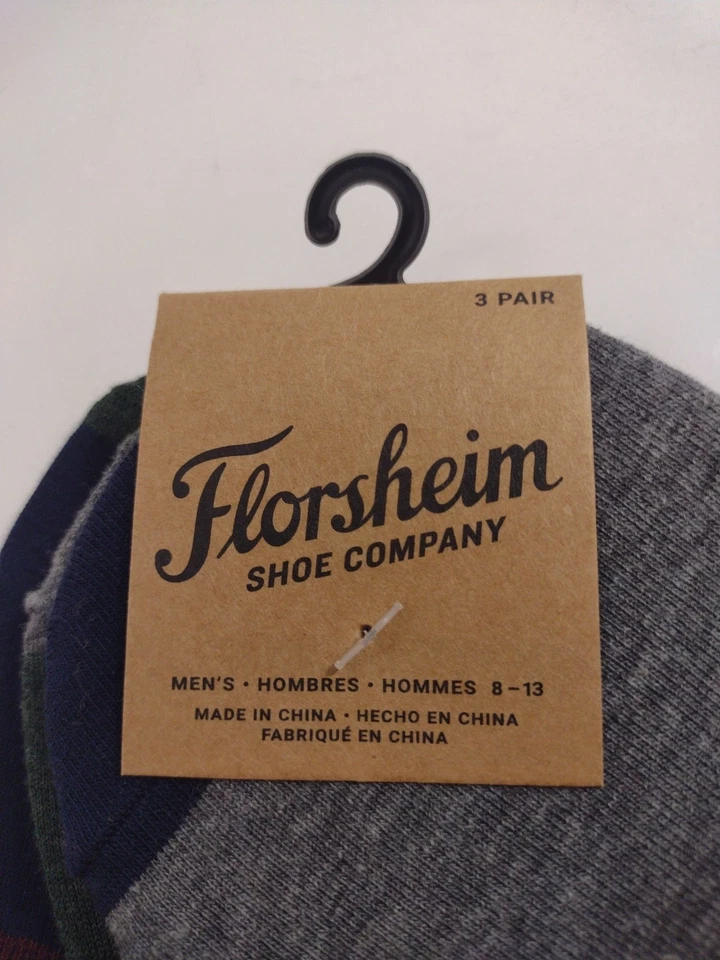 3 PAIR
Florsheim
SHOE COMPANY
MEN'S • HOMBRES • HOMMES 8–13
MADE IN CHINA • HECHO EN CHINA
FABRIQUÉ EN CHINA